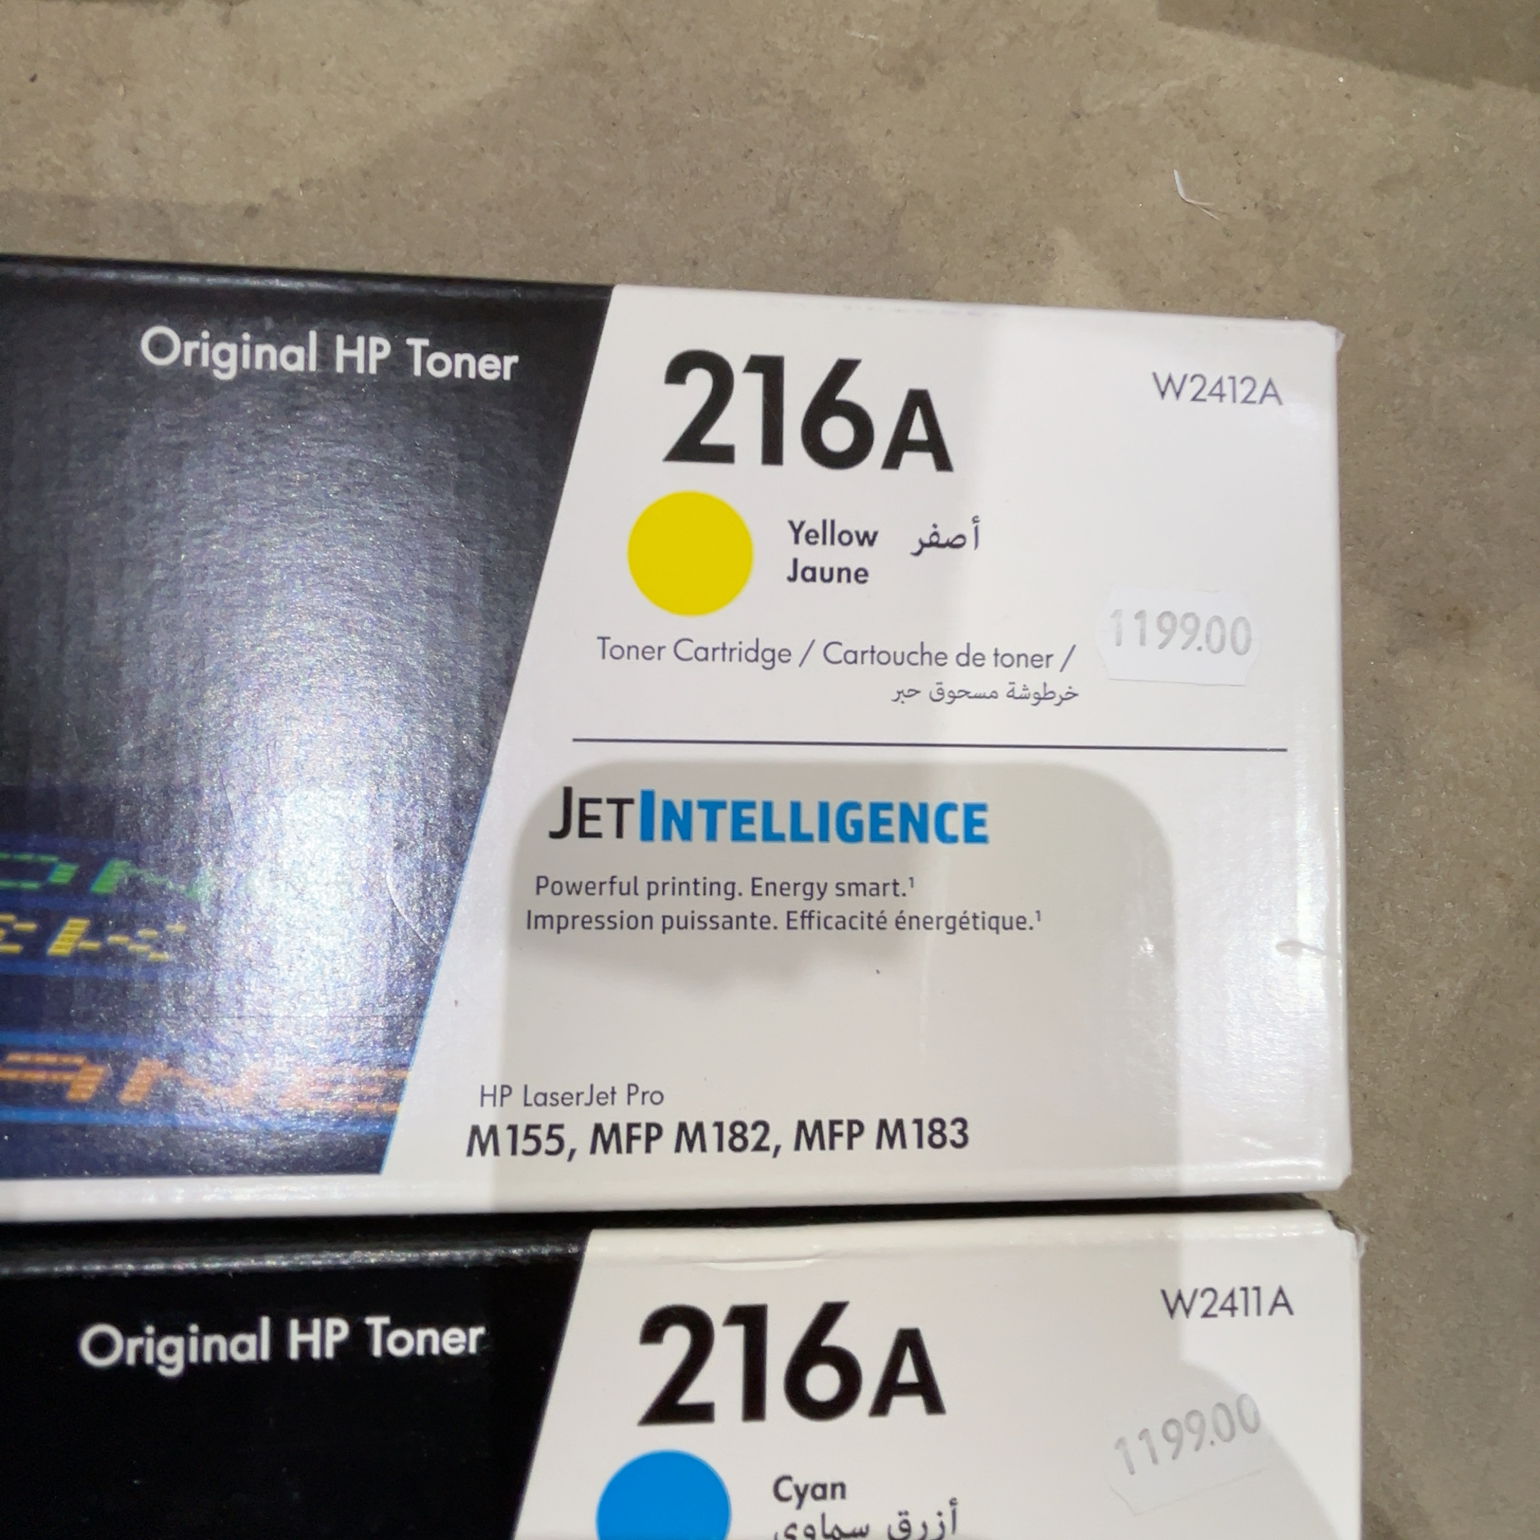 Original HP Toner
216A
W2412A
Yellow أصفر
Jaune
1199.00
Toner Cartridge / Cartouche de toner /
خرطوشة مسحوق حبر
JETINTELLIGENCE
Powerful printing. Energy smart.¹
Impression puissante. Efficacité énergétique.¹
HP LaserJet Pro
M155, MFP M182, MFP M183
Original HP Toner
216A
W2411A
1199.00
Cyan
أزرق سماوي